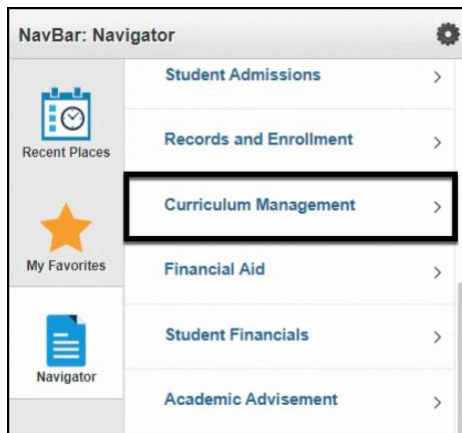 NavBar: Navigator
Recent Places
My Favorites
Navigator
Student Admissions
Records and Enrollment
Curriculum Management
Financial Aid
Student Financials
Academic Advisement